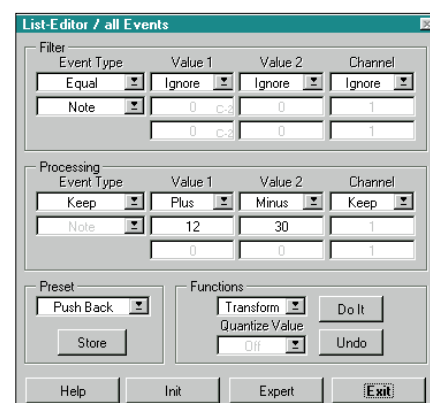 List-Editor / all Events
Filter
Event Type Value 1 Value 2 Channel
Equal Ignore Ignore Ignore
Note 0 C-2 0 1
0 C-2 0 1
Processing
Event Type Value 1 Value 2 Channel
Keep Plus Minus Keep
Note 12 30 1
0 0 1
Preset Functions
Push Back Transform Do It
Quantize Value
Store Off Undo
Help Init Expert Exit